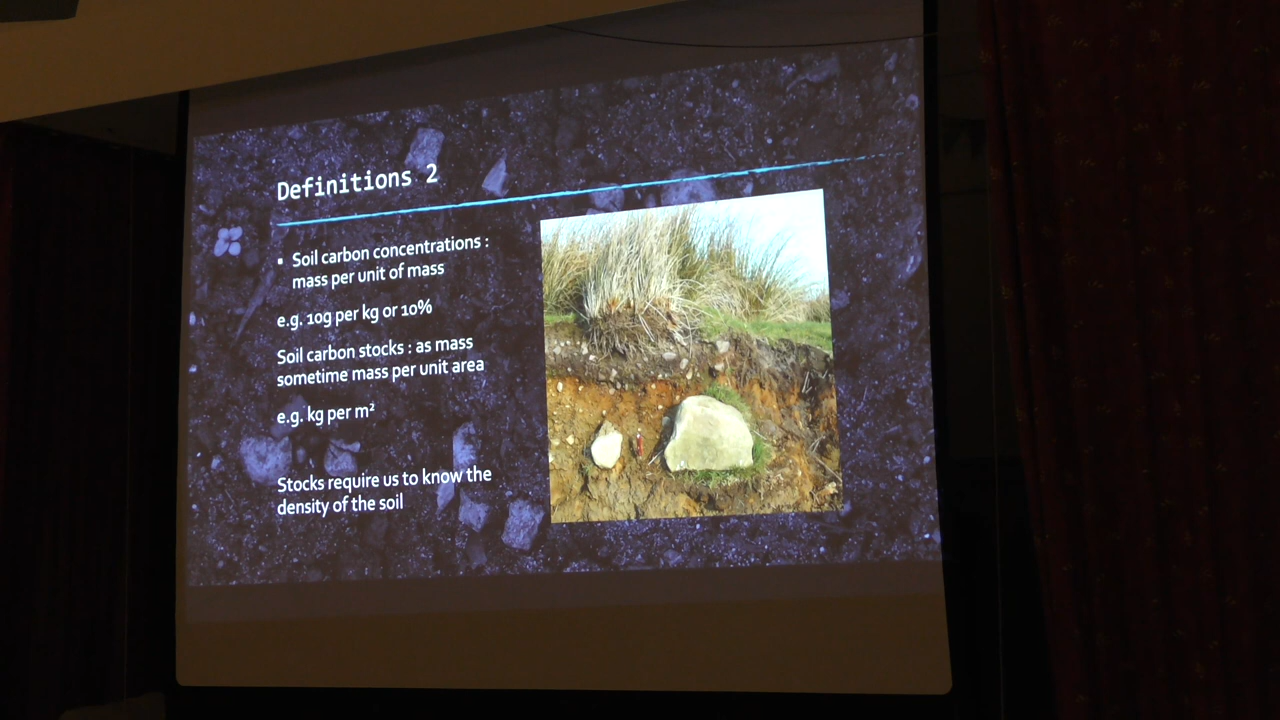 Definitions 2
▪ Soil carbon concentrations :
mass per unit of mass
e.g. 10g per kg or 10%
Soil carbon stocks : as mass
sometime mass per unit area
e.g. kg per m²
Stocks require us to know the
density of the soil